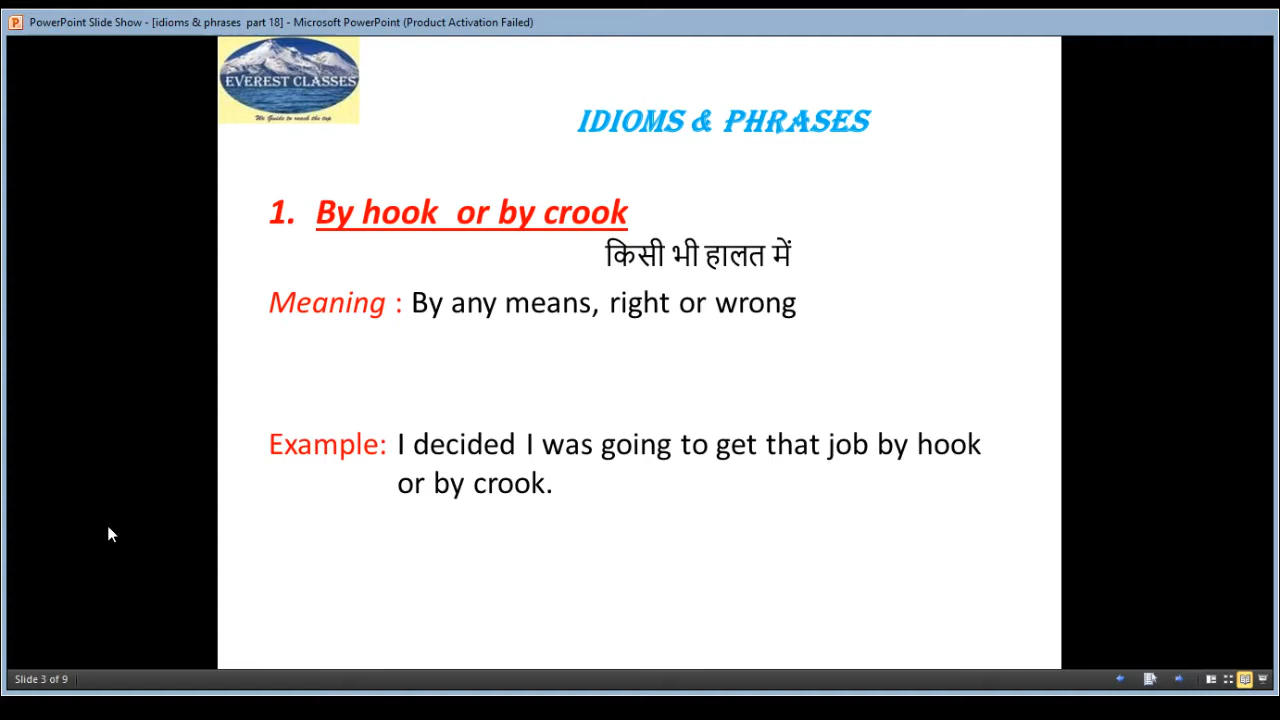 PowerPoint Slide Show - [idioms & phrases  part 18] - Microsoft PowerPoint (Product Activation Failed)
EVEREST CLASSES
We Guide to reach the top
IDIOMS & PHRASES
1. By hook  or by crook
किसी भी हालत में
Meaning : By any means, right or wrong
Example: I decided I was going to get that job by hook
or by crook.
Slide 3 of 9